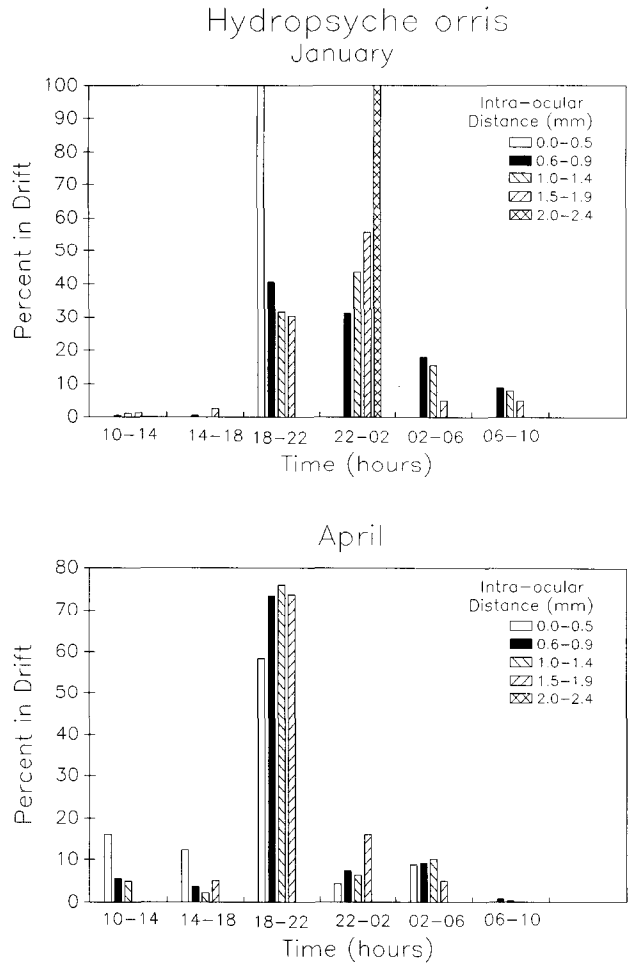 Hydropsyche orris
January
100
90
80
70
60
50
40
30
20
10
0
Percent in Drift
Intra-ocular
Distance (mm)
0.0-0.5
0.6-0.9
1.0-1.4
1.5-1.9
2.0-2.4
10-14 14-18 18-22 22-02 02-06 06-10
Time (hours)
April
80
70
60
50
40
30
20
10
0
Percent in Drift
Intra-ocular
Distance (mm)
0.0-0.5
0.6-0.9
1.0-1.4
1.5-1.9
2.0-2.4
10-14 14-18 18-22 22-02 02-06 06-10
Time (hours)